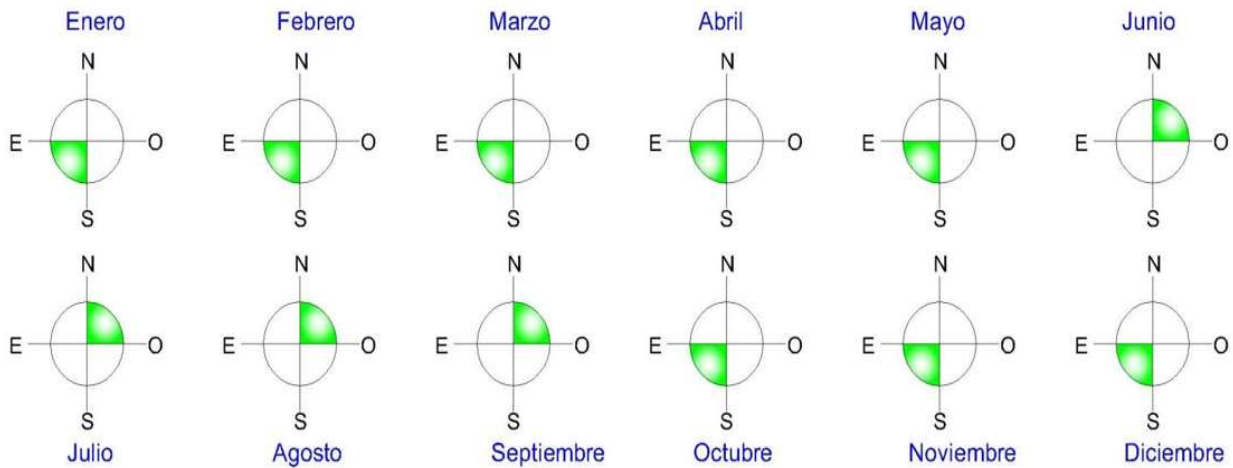 Enero Febrero Marzo Abril Mayo Junio
N N N N N N
E O E O E O E O E O E O
S S S S S S
N N N N N N
E O E O E O E O E O E O
S S S S S S
Julio Agosto Septiembre Octubre Noviembre Diciembre